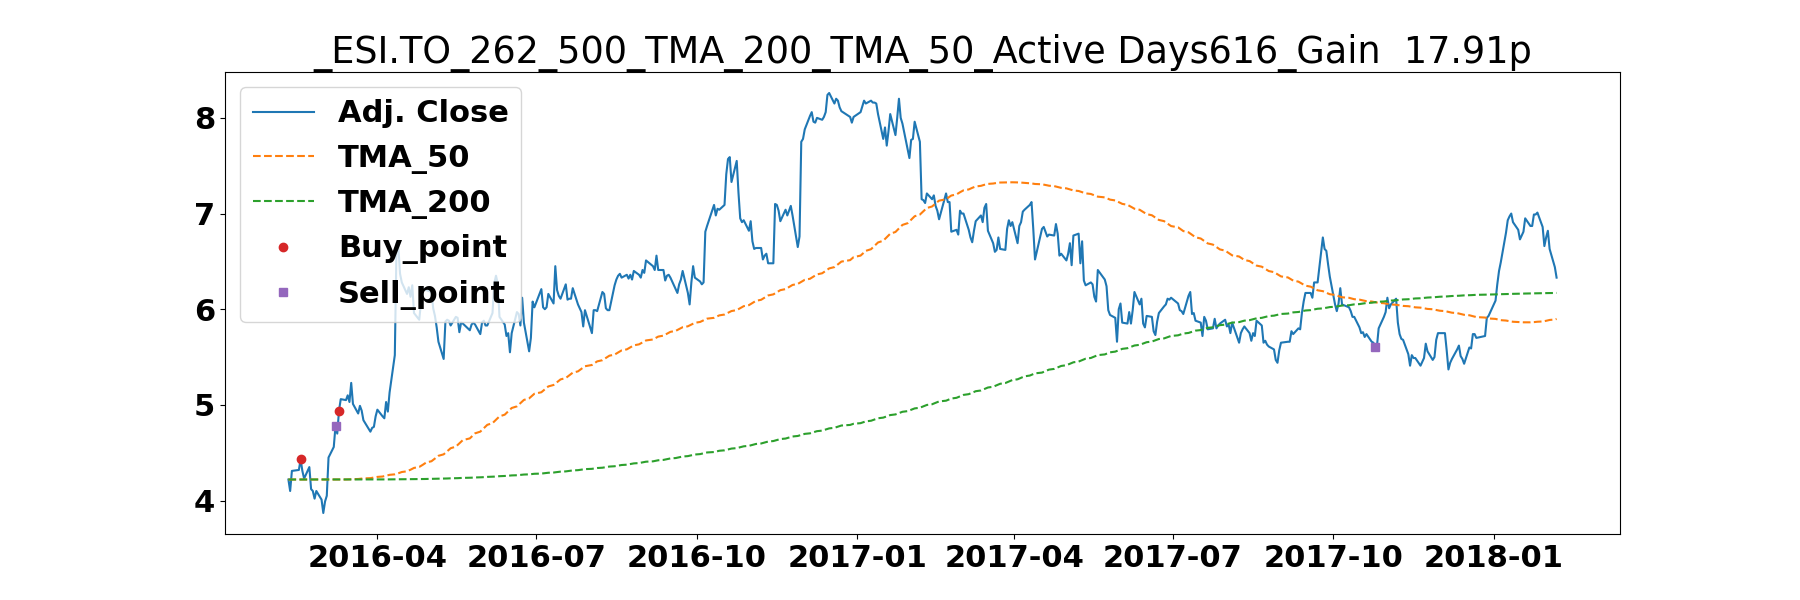 _ESI.TO_262_500_TMA_200_TMA_50_Active Days616_Gain  17.91p
Adj. Close
TMA_50
TMA_200
Buy_point
Sell_point
8
7
6
5
4
2016-04 2016-07 2016-10 2017-01 2017-04 2017-07 2017-10 2018-01